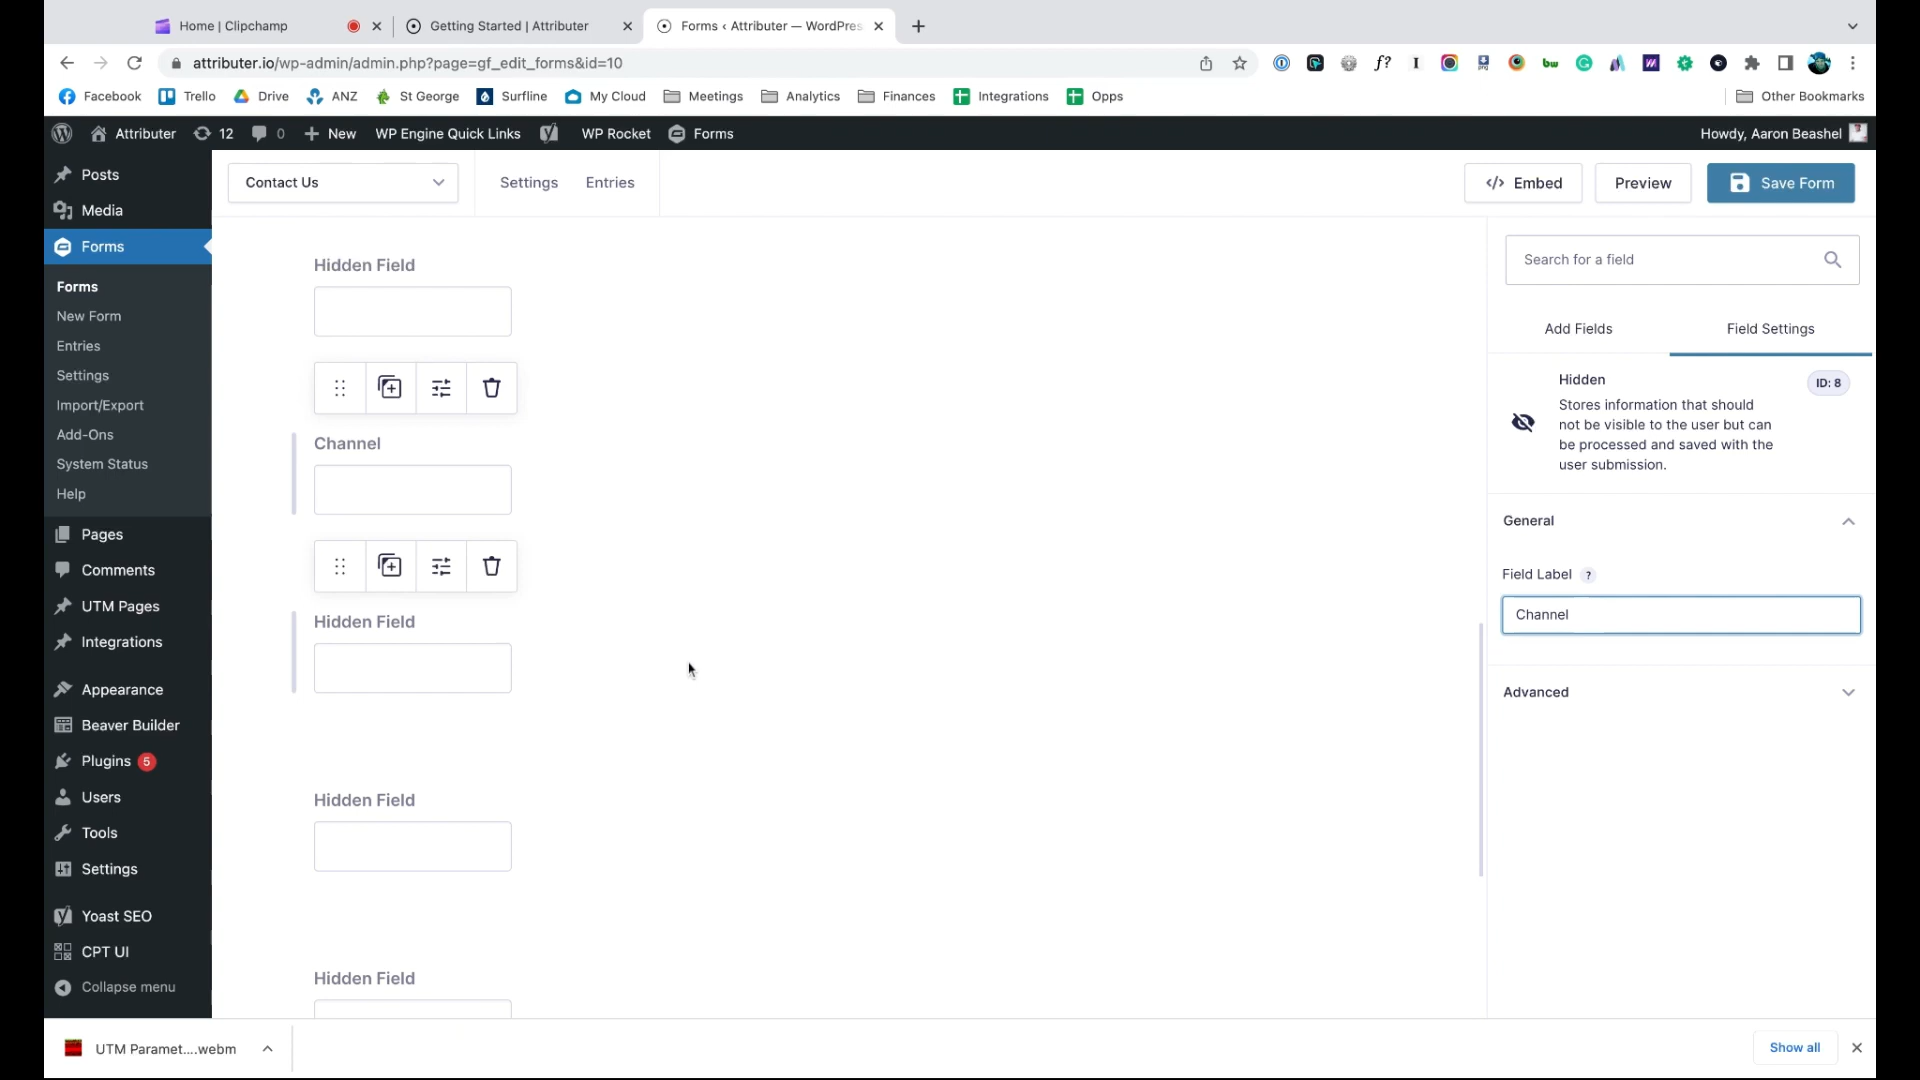 Home | Clipchamp
Getting Started | Attributer
Forms ‹ Attributer — WordPres
attributer.io/wp-admin/admin.php?page=gf_edit_forms&id=10
Facebook Trello Drive ANZ St George Surfline My Cloud Meetings Analytics Finances Integrations Opps Other Bookmarks
Attributer 12 0 New WP Engine Quick Links WP Rocket Forms Howdy, Aaron Beashel
Posts
Media
Forms
Forms
New Form
Entries
Settings
Import/Export
Add-Ons
System Status
Help
Pages
Comments
UTM Pages
Integrations
Appearance
Beaver Builder
Plugins 5
Users
Tools
Settings
Yoast SEO
CPT UI
Collapse menu
Contact Us Settings Entries Embed Preview Save Form
Hidden Field
Channel
Hidden Field
Hidden Field
Hidden Field
Search for a field
Add Fields Field Settings
Hidden ID: 8
Stores information that should
not be visible to the user but can
be processed and saved with the
user submission.
General
Field Label ?
Channel
Advanced
UTM Paramet....webm Show all